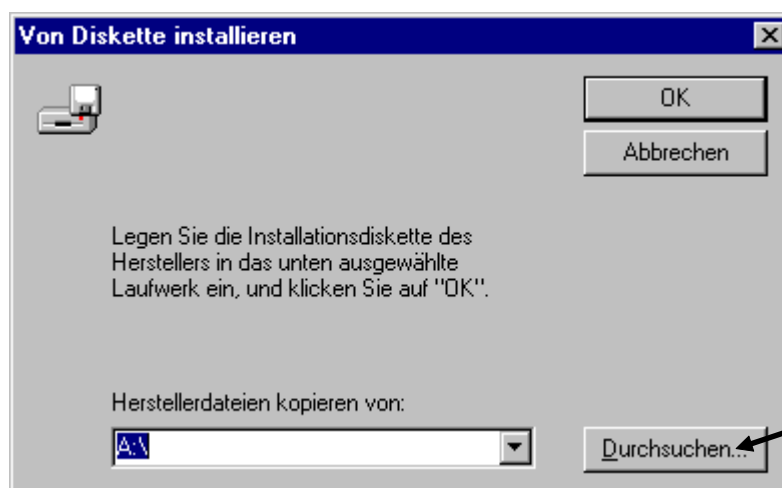 Von Diskette installieren
OK
Abbrechen
Legen Sie die Installationsdiskette des
Herstellers in das unten ausgewählte
Laufwerk ein, und klicken Sie auf "OK".
Herstellerdateien kopieren von:
A:\
Durchsuchen...